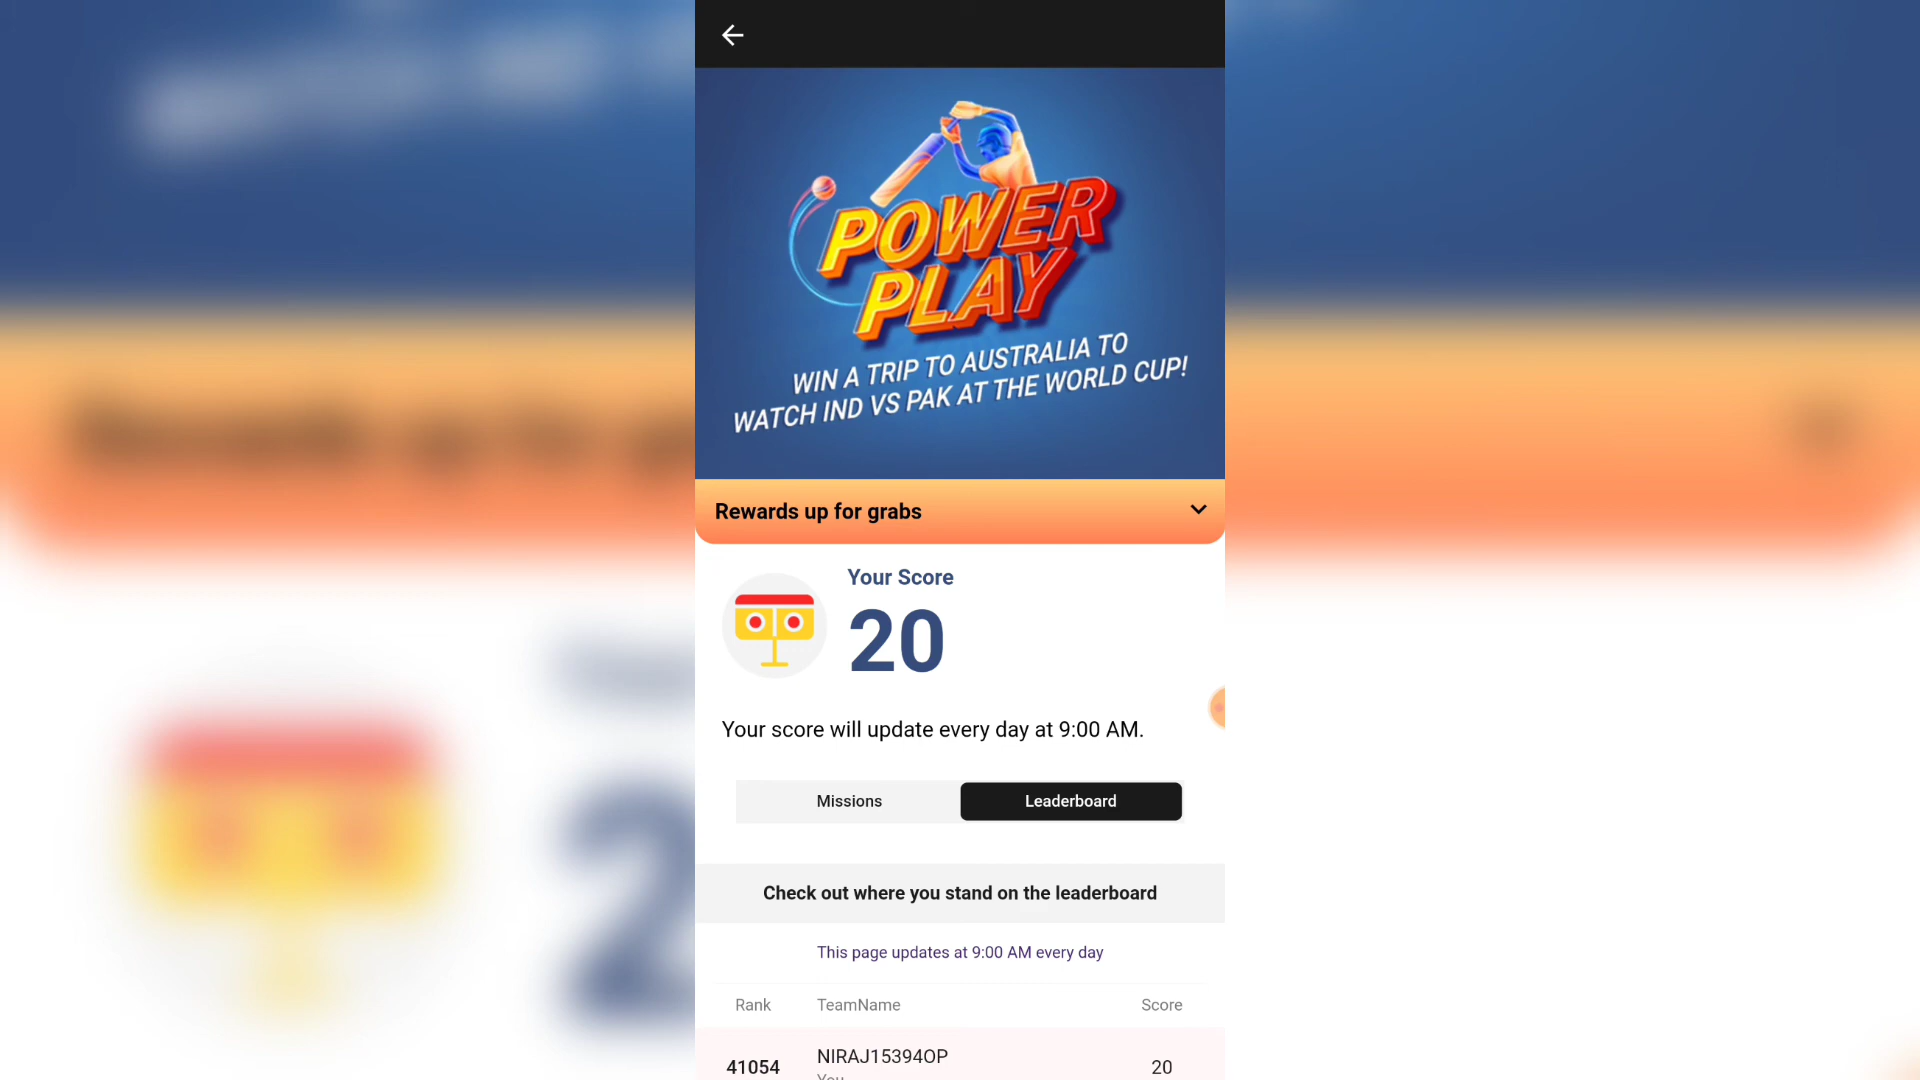 POWER
PLAY
WIN A TRIP TO AUSTRALIA TO
WATCH IND VS PAK AT THE WORLD CUP!
Rewards up for grabs
Your Score
20
Your score will update every day at 9:00 AM.
Missions Leaderboard
Check out where you stand on the leaderboard
This page updates at 9:00 AM every day
Rank TeamName Score
41054 NIRAJ15394OP 20
You